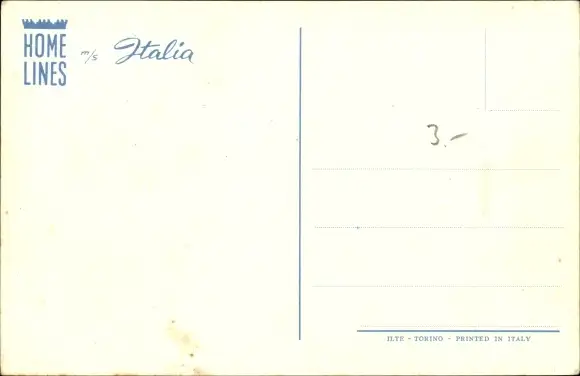 HOME
LINES
m/s Italia
3.-
ILTE - TORINO - PRINTED IN ITALY